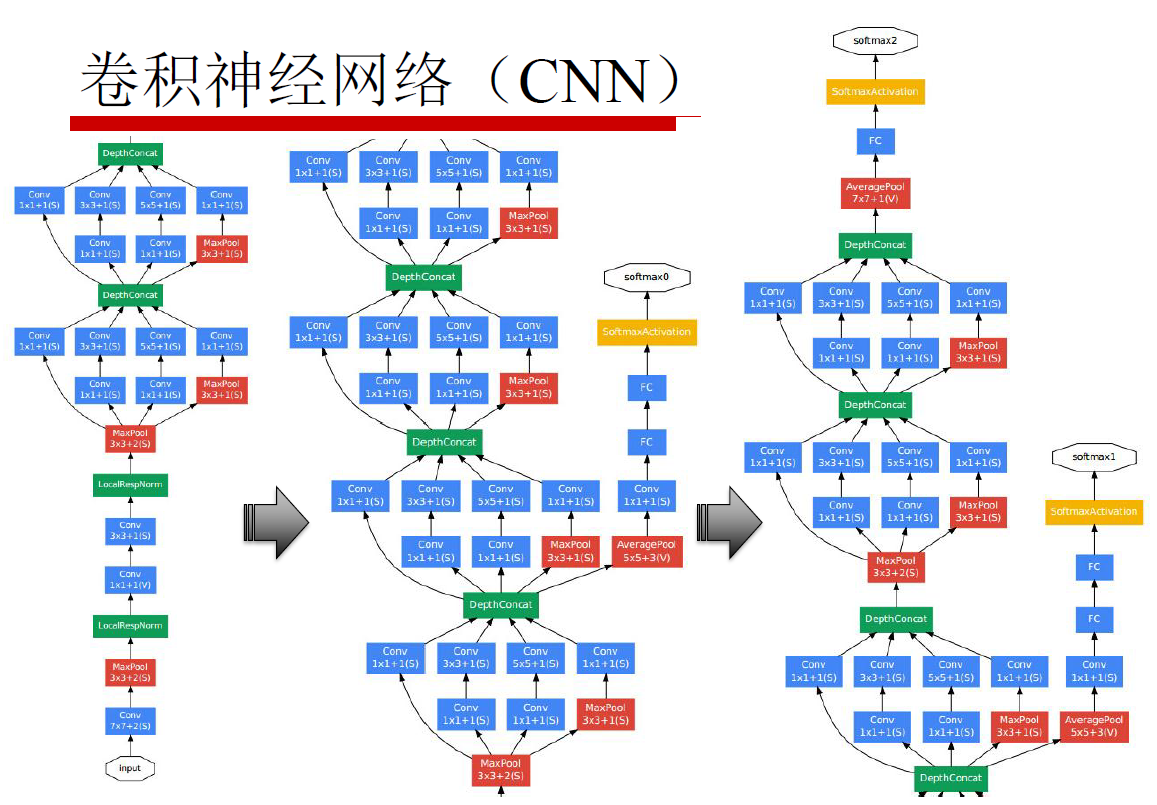 卷积神经网络（CNN）
DepthConcat
Conv
1x1+1(S)
Conv
3x3+1(S)
Conv
5x5+1(S)
Conv
1x1+1(S)
Conv
1x1+1(S)
Conv
1x1+1(S)
MaxPool
3x3+1(S)
DepthConcat
Conv
1x1+1(S)
Conv
3x3+1(S)
Conv
5x5+1(S)
Conv
1x1+1(S)
Conv
1x1+1(S)
Conv
1x1+1(S)
MaxPool
3x3+1(S)
MaxPool
3x3+2(S)
LocalRespNorm
Conv
3x3+1(S)
Conv
1x1+1(V)
LocalRespNorm
MaxPool
3x3+2(S)
Conv
7x7+2(S)
input
Conv
1x1+1(S)
Conv
3x3+1(S)
Conv
5x5+1(S)
Conv
1x1+1(S)
Conv
1x1+1(S)
Conv
1x1+1(S)
MaxPool
3x3+1(S)
DepthConcat
Conv
1x1+1(S)
Conv
3x3+1(S)
Conv
5x5+1(S)
Conv
1x1+1(S)
Conv
1x1+1(S)
Conv
1x1+1(S)
MaxPool
3x3+1(S)
DepthConcat
softmax0
SoftmaxActivation
FC
FC
Conv
1x1+1(S)
Conv
3x3+1(S)
Conv
5x5+1(S)
Conv
1x1+1(S)
Conv
1x1+1(S)
Conv
1x1+1(S)
Conv
1x1+1(S)
MaxPool
3x3+1(S)
AveragePool
5x5+3(V)
DepthConcat
Conv
1x1+1(S)
Conv
3x3+1(S)
Conv
5x5+1(S)
Conv
1x1+1(S)
Conv
1x1+1(S)
Conv
1x1+1(S)
MaxPool
3x3+1(S)
MaxPool
3x3+2(S)
softmax2
SoftmaxActivation
FC
AveragePool
7x7+1(V)
DepthConcat
Conv
1x1+1(S)
Conv
3x3+1(S)
Conv
5x5+1(S)
Conv
1x1+1(S)
Conv
1x1+1(S)
Conv
1x1+1(S)
MaxPool
3x3+1(S)
DepthConcat
Conv
1x1+1(S)
Conv
3x3+1(S)
Conv
5x5+1(S)
Conv
1x1+1(S)
Conv
1x1+1(S)
Conv
1x1+1(S)
MaxPool
3x3+1(S)
MaxPool
3x3+2(S)
DepthConcat
softmax1
SoftmaxActivation
FC
FC
Conv
1x1+1(S)
Conv
3x3+1(S)
Conv
5x5+1(S)
Conv
1x1+1(S)
Conv
1x1+1(S)
Conv
1x1+1(S)
Conv
1x1+1(S)
MaxPool
3x3+1(S)
AveragePool
5x5+3(V)
DepthConcat